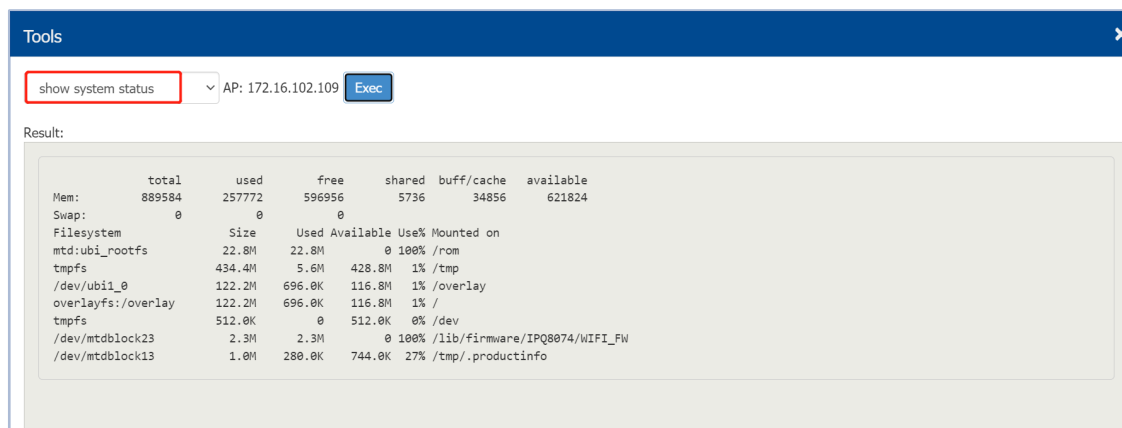 Tools
show system status AP: 172.16.102.109 Exec
Result:
total used free shared buff/cache available
Mem: 889584 257772 596956 5736 34856 621824
Swap: 0 0 0
Filesystem Size Used Available Use% Mounted on
mtd:ubi_rootfs 22.8M 22.8M 0 100% /rom
tmpfs 434.4M 5.6M 428.8M 1% /tmp
/dev/ubi1_0 122.2M 696.0K 116.8M 1% /overlay
overlayfs:/overlay 122.2M 696.0K 116.8M 1% /
tmpfs 512.0K 0 512.0K 0% /dev
/dev/mtdblock23 2.3M 2.3M 0 100% /lib/firmware/IPQ8074/WIFI_FW
/dev/mtdblock13 1.0M 280.0K 744.0K 27% /tmp/.productinfo